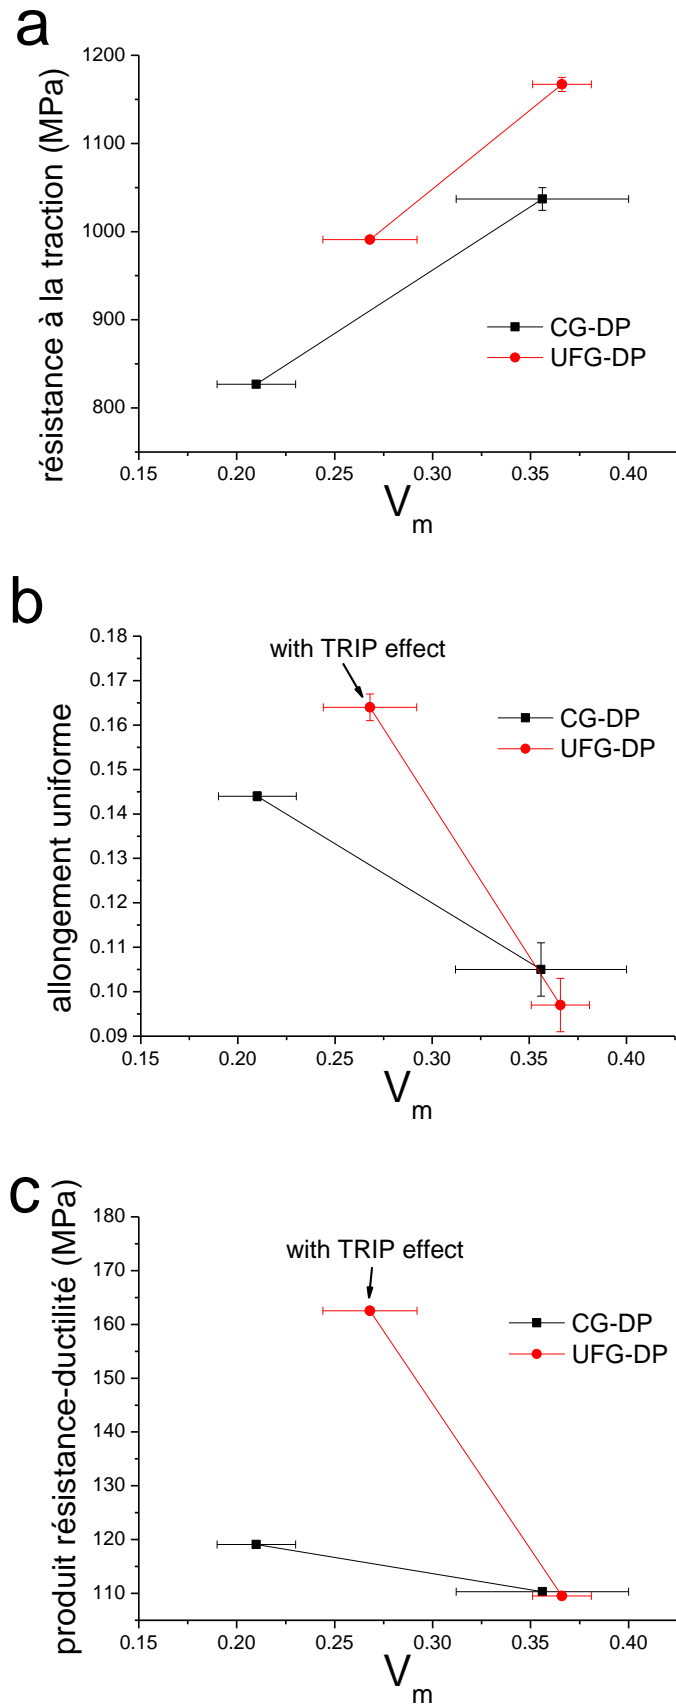 a
résistance à la traction (MPa)
1200
1100
1000
900
800
CG-DP
UFG-DP
0.15 0.20 0.25 0.30 0.35 0.40
Vm
b
allongement uniforme
0.18
0.17
0.16
0.15
0.14
0.13
0.12
0.11
0.10
0.09
with TRIP effect
CG-DP
UFG-DP
0.15 0.20 0.25 0.30 0.35 0.40
Vm
c
produit résistance-ductilité (MPa)
180
170
160
150
140
130
120
110
with TRIP effect
CG-DP
UFG-DP
0.15 0.20 0.25 0.30 0.35 0.40
Vm